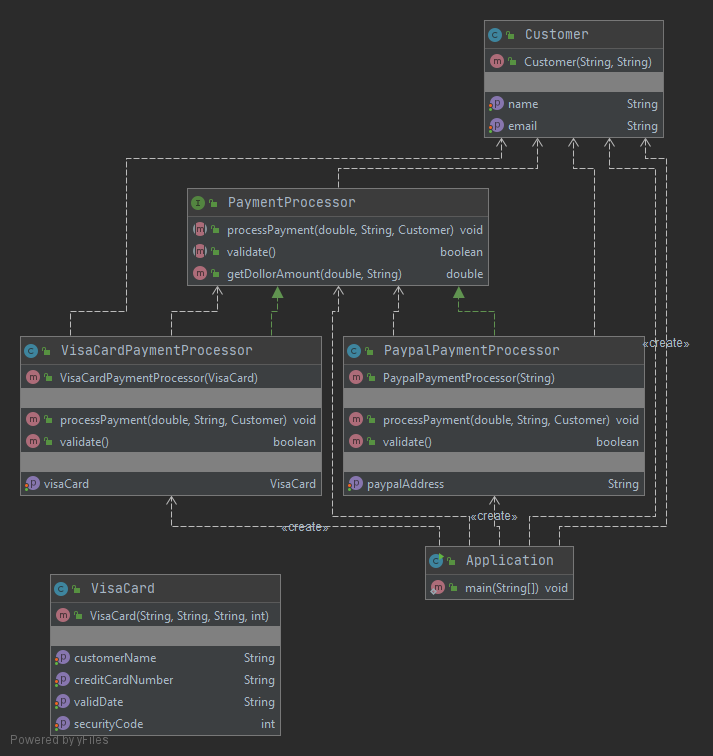 Customer
Customer(String, String)
name String
email String
PaymentProcessor
processPayment(double, String, Customer) void
validate() boolean
getDollorAmount(double, String) double
«create»
VisaCardPaymentProcessor
VisaCardPaymentProcessor(VisaCard)
processPayment(double, String, Customer) void
validate() boolean
visaCard VisaCard
PaypalPaymentProcessor
PaypalPaymentProcessor(String)
processPayment(double, String, Customer) void
validate() boolean
paypalAddress String
«create»
«create»
Application
main(String[]) void
VisaCard
VisaCard(String, String, String, int)
customerName String
creditCardNumber String
validDate String
securityCode int
Powered by yFiles